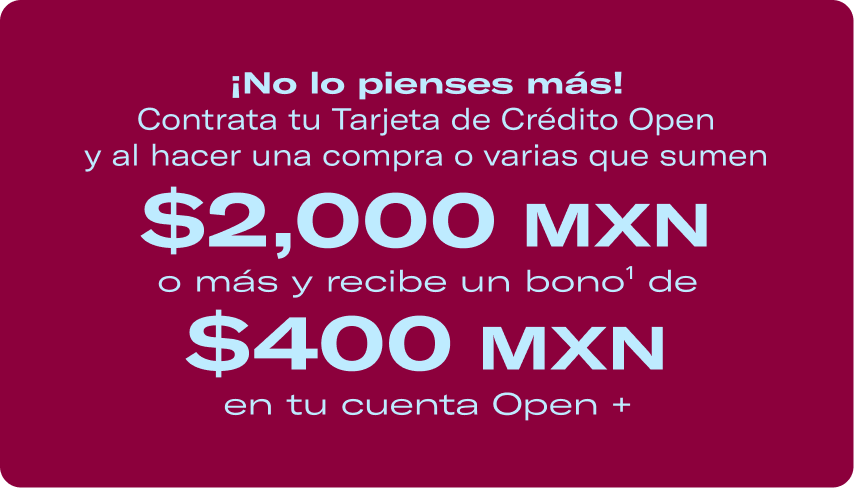 ¡No lo pienses más!
Contrata tu Tarjeta de Crédito Open
y al hacer una compra o varias que sumen
$2,000 MXN
o más y recibe un bono¹ de
$400 MXN
en tu cuenta Open +